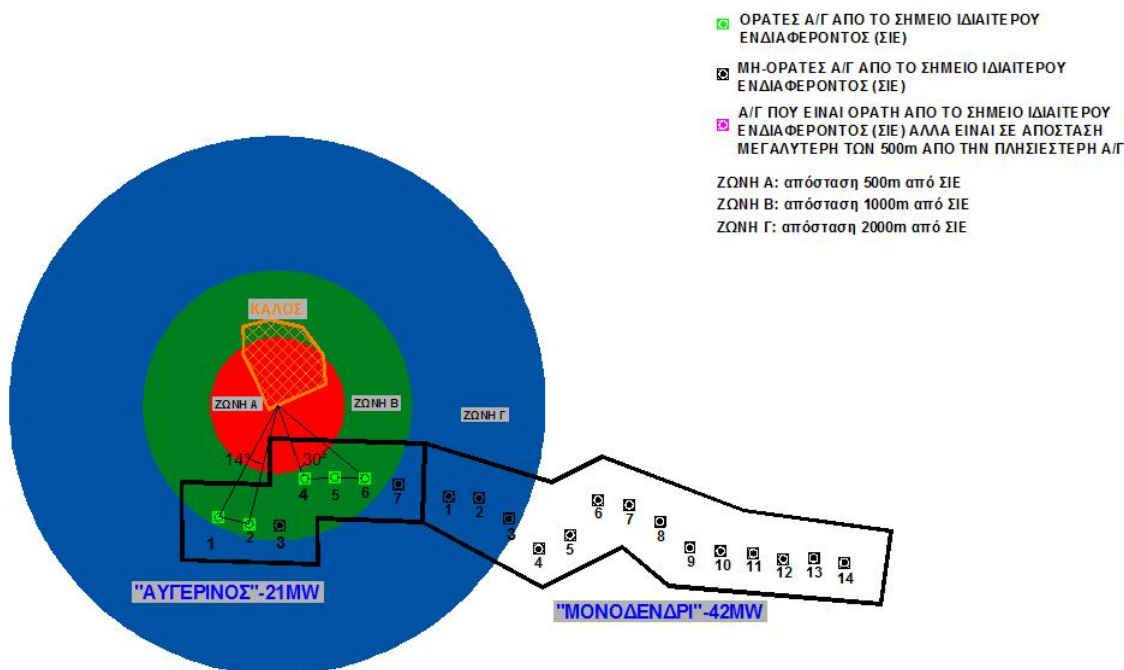 ΟΡΑΤΕΣ Α/Γ ΑΠΟ ΤΟ ΣΗΜΕΙΟ ΙΔΙΑΙΤΕΡΟΥ
ΕΝΔΙΑΦΕΡΟΝΤΟΣ (ΣΙΕ)
ΜΗ-ΟΡΑΤΕΣ Α/Γ ΑΠΟ ΤΟ ΣΗΜΕΙΟ ΙΔΙΑΙΤΕΡΟΥ
ΕΝΔΙΑΦΕΡΟΝΤΟΣ (ΣΙΕ)
Α/Γ ΠΟΥ ΕΙΝΑΙ ΟΡΑΤΗ ΑΠΟ ΤΟ ΣΗΜΕΙΟ ΙΔΙΑΙΤΕΡΟΥ
ΕΝΔΙΑΦΕΡΟΝΤΟΣ (ΣΙΕ) ΑΛΛΑ ΕΙΝΑΙ ΣΕ ΑΠΟΣΤΑΣΗ
ΜΕΓΑΛΥΤΕΡΗ ΤΩΝ 500m ΑΠΟ ΤΗΝ ΠΛΗΣΙΕΣΤΕΡΗ Α/Γ
ΖΩΝΗ Α: απόσταση 500m από ΣΙΕ
ΖΩΝΗ Β: απόσταση 1000m από ΣΙΕ
ΖΩΝΗ Γ: απόσταση 2000m από ΣΙΕ
ΚΑΛΟΣ
ΖΩΝΗ Α
ΖΩΝΗ Β
ΖΩΝΗ Γ
14°
30°
4
5
6
7
1
2
3
1
2
3
4
5
6
7
8
9
10
11
12
13
14
"ΑΥΓΕΡΙΝΟΣ"-21MW
"ΜΟΝΟΔΕΝΔΡΙ"-42MW